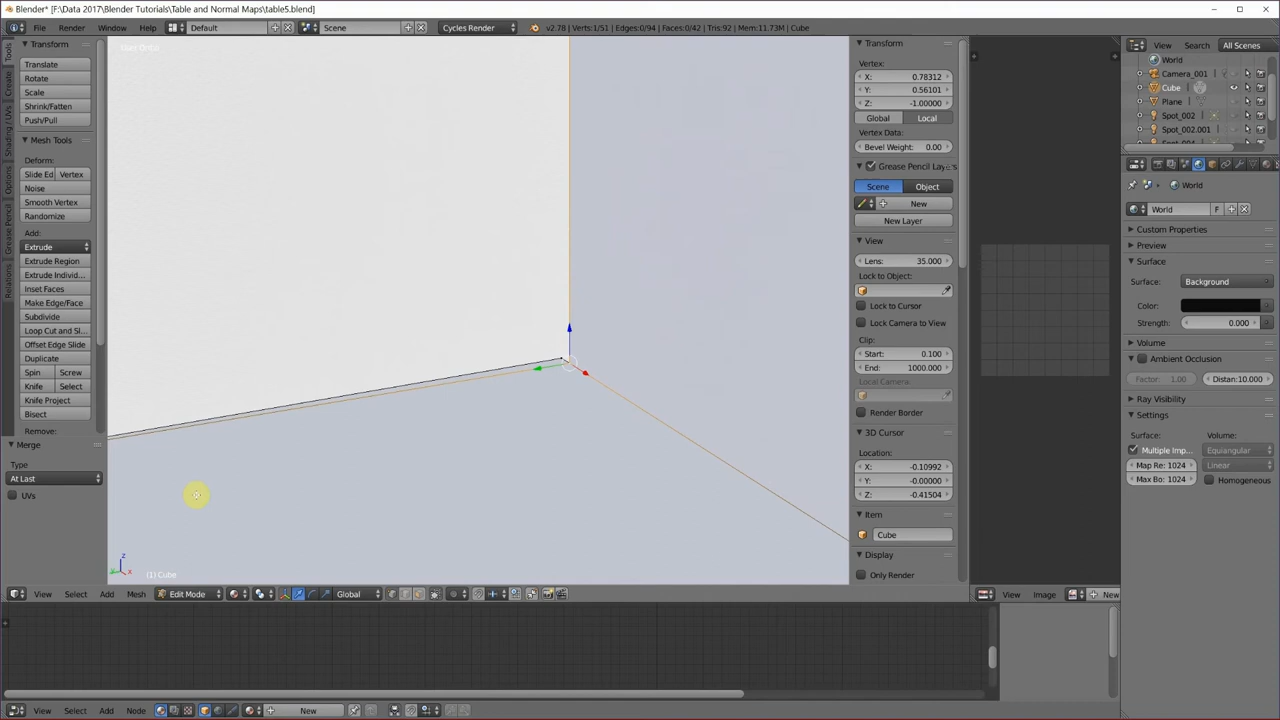 Blender* [F:\Data 2017\Blender Tutorials\Table and Normal Maps\table5.blend]
File Render Window Help Default Scene Cycles Render v2.78 | Verts:1/51 | Edges:0/94 | Faces:0/42 | Tris:92 | Mem:11.73M | Cube
Tools
Create
Shading / UVs
Options
Grease Pencil
Relations
Transform
Translate
Rotate
Scale
Shrink/Fatten
Push/Pull
Mesh Tools
Deform:
Slide Ed Vertex
Noise
Smooth Vertex
Randomize
Add:
Extrude
Extrude Region
Extrude Individ...
Inset Faces
Make Edge/Face
Subdivide
Loop Cut and Sl...
Offset Edge Slide
Duplicate
Spin Screw
Knife Select
Knife Project
Bisect
Remove:
Merge
Type
At Last
UVs
z
y x
(1) Cube
View Select Add Mesh Edit Mode Global
Transform
Vertex:
X: 0.78312
Y: 0.56101
Z: -1.00000
Global Local
Vertex Data:
Bevel Weight: 0.00
Grease Pencil Layers
Scene Object
New
New Layer
View
Lens: 35.000
Lock to Object:
Lock to Cursor
Lock Camera to View
Clip:
Start: 0.100
End: 1000.000
Local Camera:
Render Border
3D Cursor
Location:
X: -0.10992
Y: -0.00000
Z: -0.41504
Item
Cube
Display
Only Render
View Image New
View Search All Scenes
World
Camera_001
Cube
Plane
Spot_002
Spot_002.001
World
World F
Custom Properties
Preview
Surface
Surface: Background
Color:
Strength: 0.000
Volume
Ambient Occlusion
Factor: 1.00 Distan:10.000
Ray Visibility
Settings
Surface: Volume:
Multiple Imp... Equiangular
Map Re: 1024 Linear
Max Bo: 1024 Homogeneous
View Select Add Node New